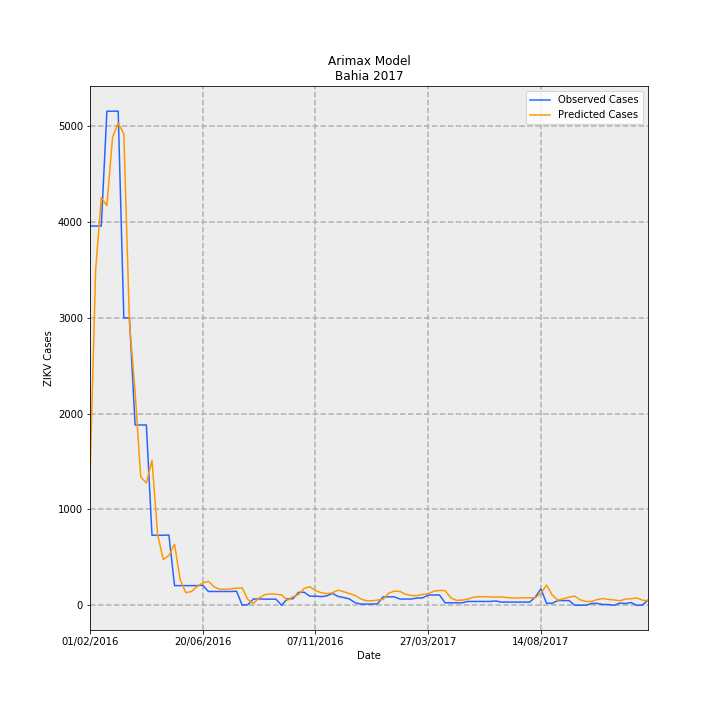 Arimax Model
Bahia 2017
Observed Cases
Predicted Cases
ZIKV Cases
5000
4000
3000
2000
1000
0
01/02/2016 20/06/2016 07/11/2016 27/03/2017 14/08/2017
Date